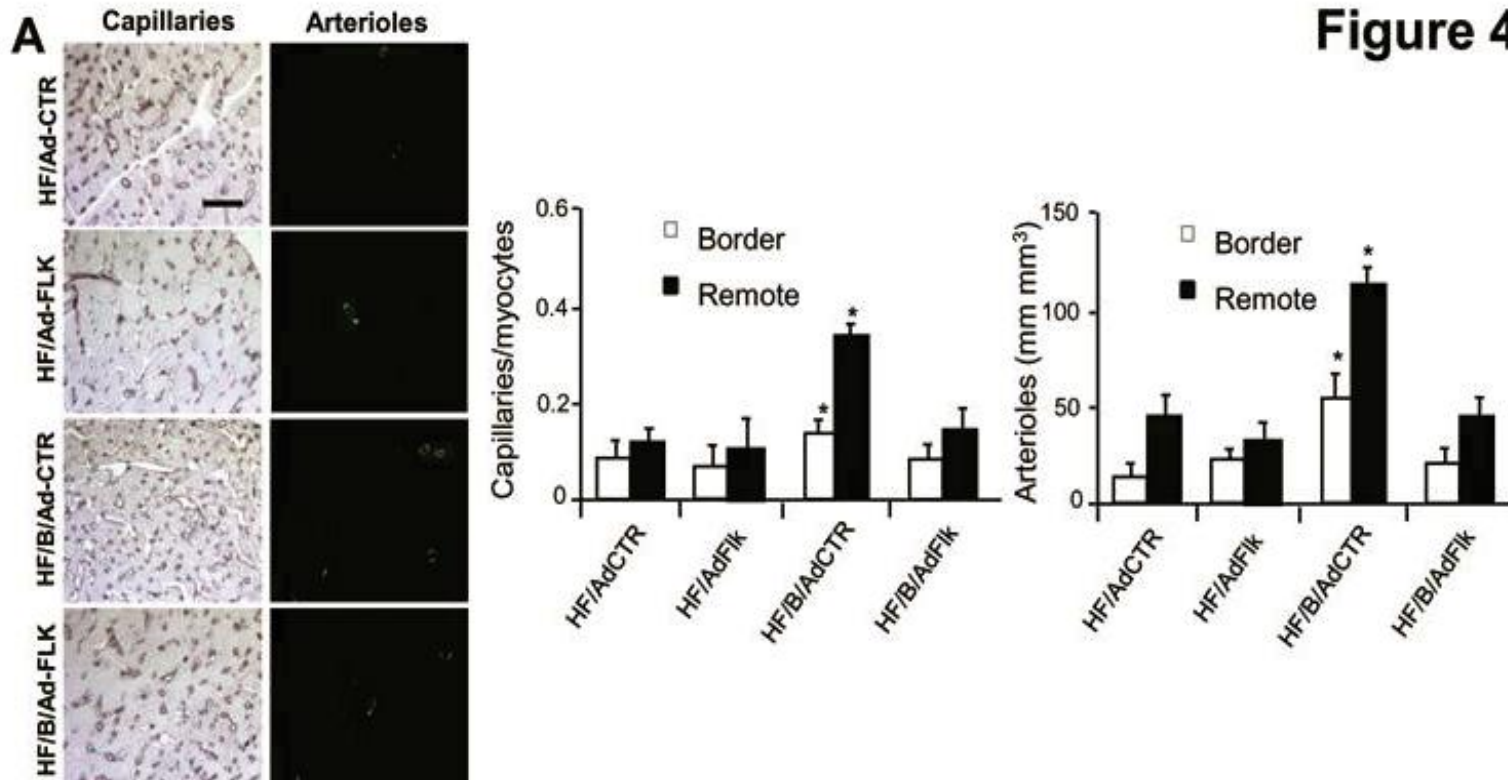 Figure 4
A
Capillaries
Arterioles
HF/Ad-CTR
HF/Ad-FLK
HF/B/Ad-CTR
HF/B/Ad-FLK
Capillaries/myocytes
0.6
0.4
0.2
0
Border
Remote
*
*
HF/AdCTR
HF/AdFlk
HF/B/AdCTR
HF/B/AdFlk
Arterioles (mm mm³)
150
100
50
0
Border
Remote
*
*
HF/AdCTR
HF/AdFlk
HF/B/AdCTR
HF/B/AdFlk